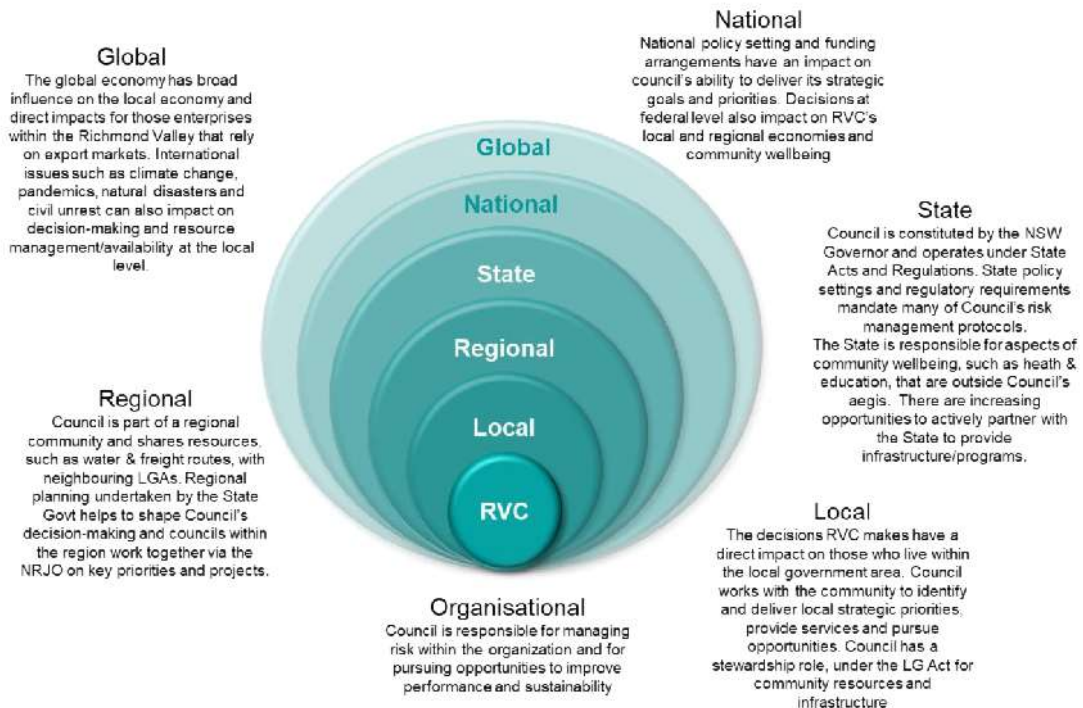 Global
The global economy has broad
influence on the local economy and
direct impacts for those enterprises
within the Richmond Valley that rely
on export markets. International
issues such as climate change,
pandemics, natural disasters and
civil unrest can also impact on
decision-making and resource
management/availability at the local
level.
National
National policy setting and funding
arrangements have an impact on
council's ability to deliver its strategic
goals and priorities. Decisions at
federal level also impact on RVC's
local and regional economies and
community wellbeing
State
Council is constituted by the NSW
Governor and operates under State
Acts and Regulations. State policy
settings and regulatory requirements
mandate many of Council's risk
management protocols.
The State is responsible for aspects of
community wellbeing, such as heath &
education, that are outside Council's
aegis. There are increasing
opportunities to actively partner with
the State to provide
infrastructure/programs.
Global
National
State
Regional
Local
RVC
Regional
Council is part of a regional
community and shares resources,
such as water & freight routes, with
neighbouring LGAs. Regional
planning undertaken by the State
Govt helps to shape Council's
decision-making and councils within
the region work together via the
NRJO on key priorities and projects.
Organisational
Council is responsible for managing
risk within the organization and for
pursuing opportunities to improve
performance and sustainability
Local
The decisions RVC makes have a
direct impact on those who live within
the local government area. Council
works with the community to identify
and deliver local strategic priorities,
provide services and pursue
opportunities. Council has a
stewardship role, under the LG Act for
community resources and
infrastructure